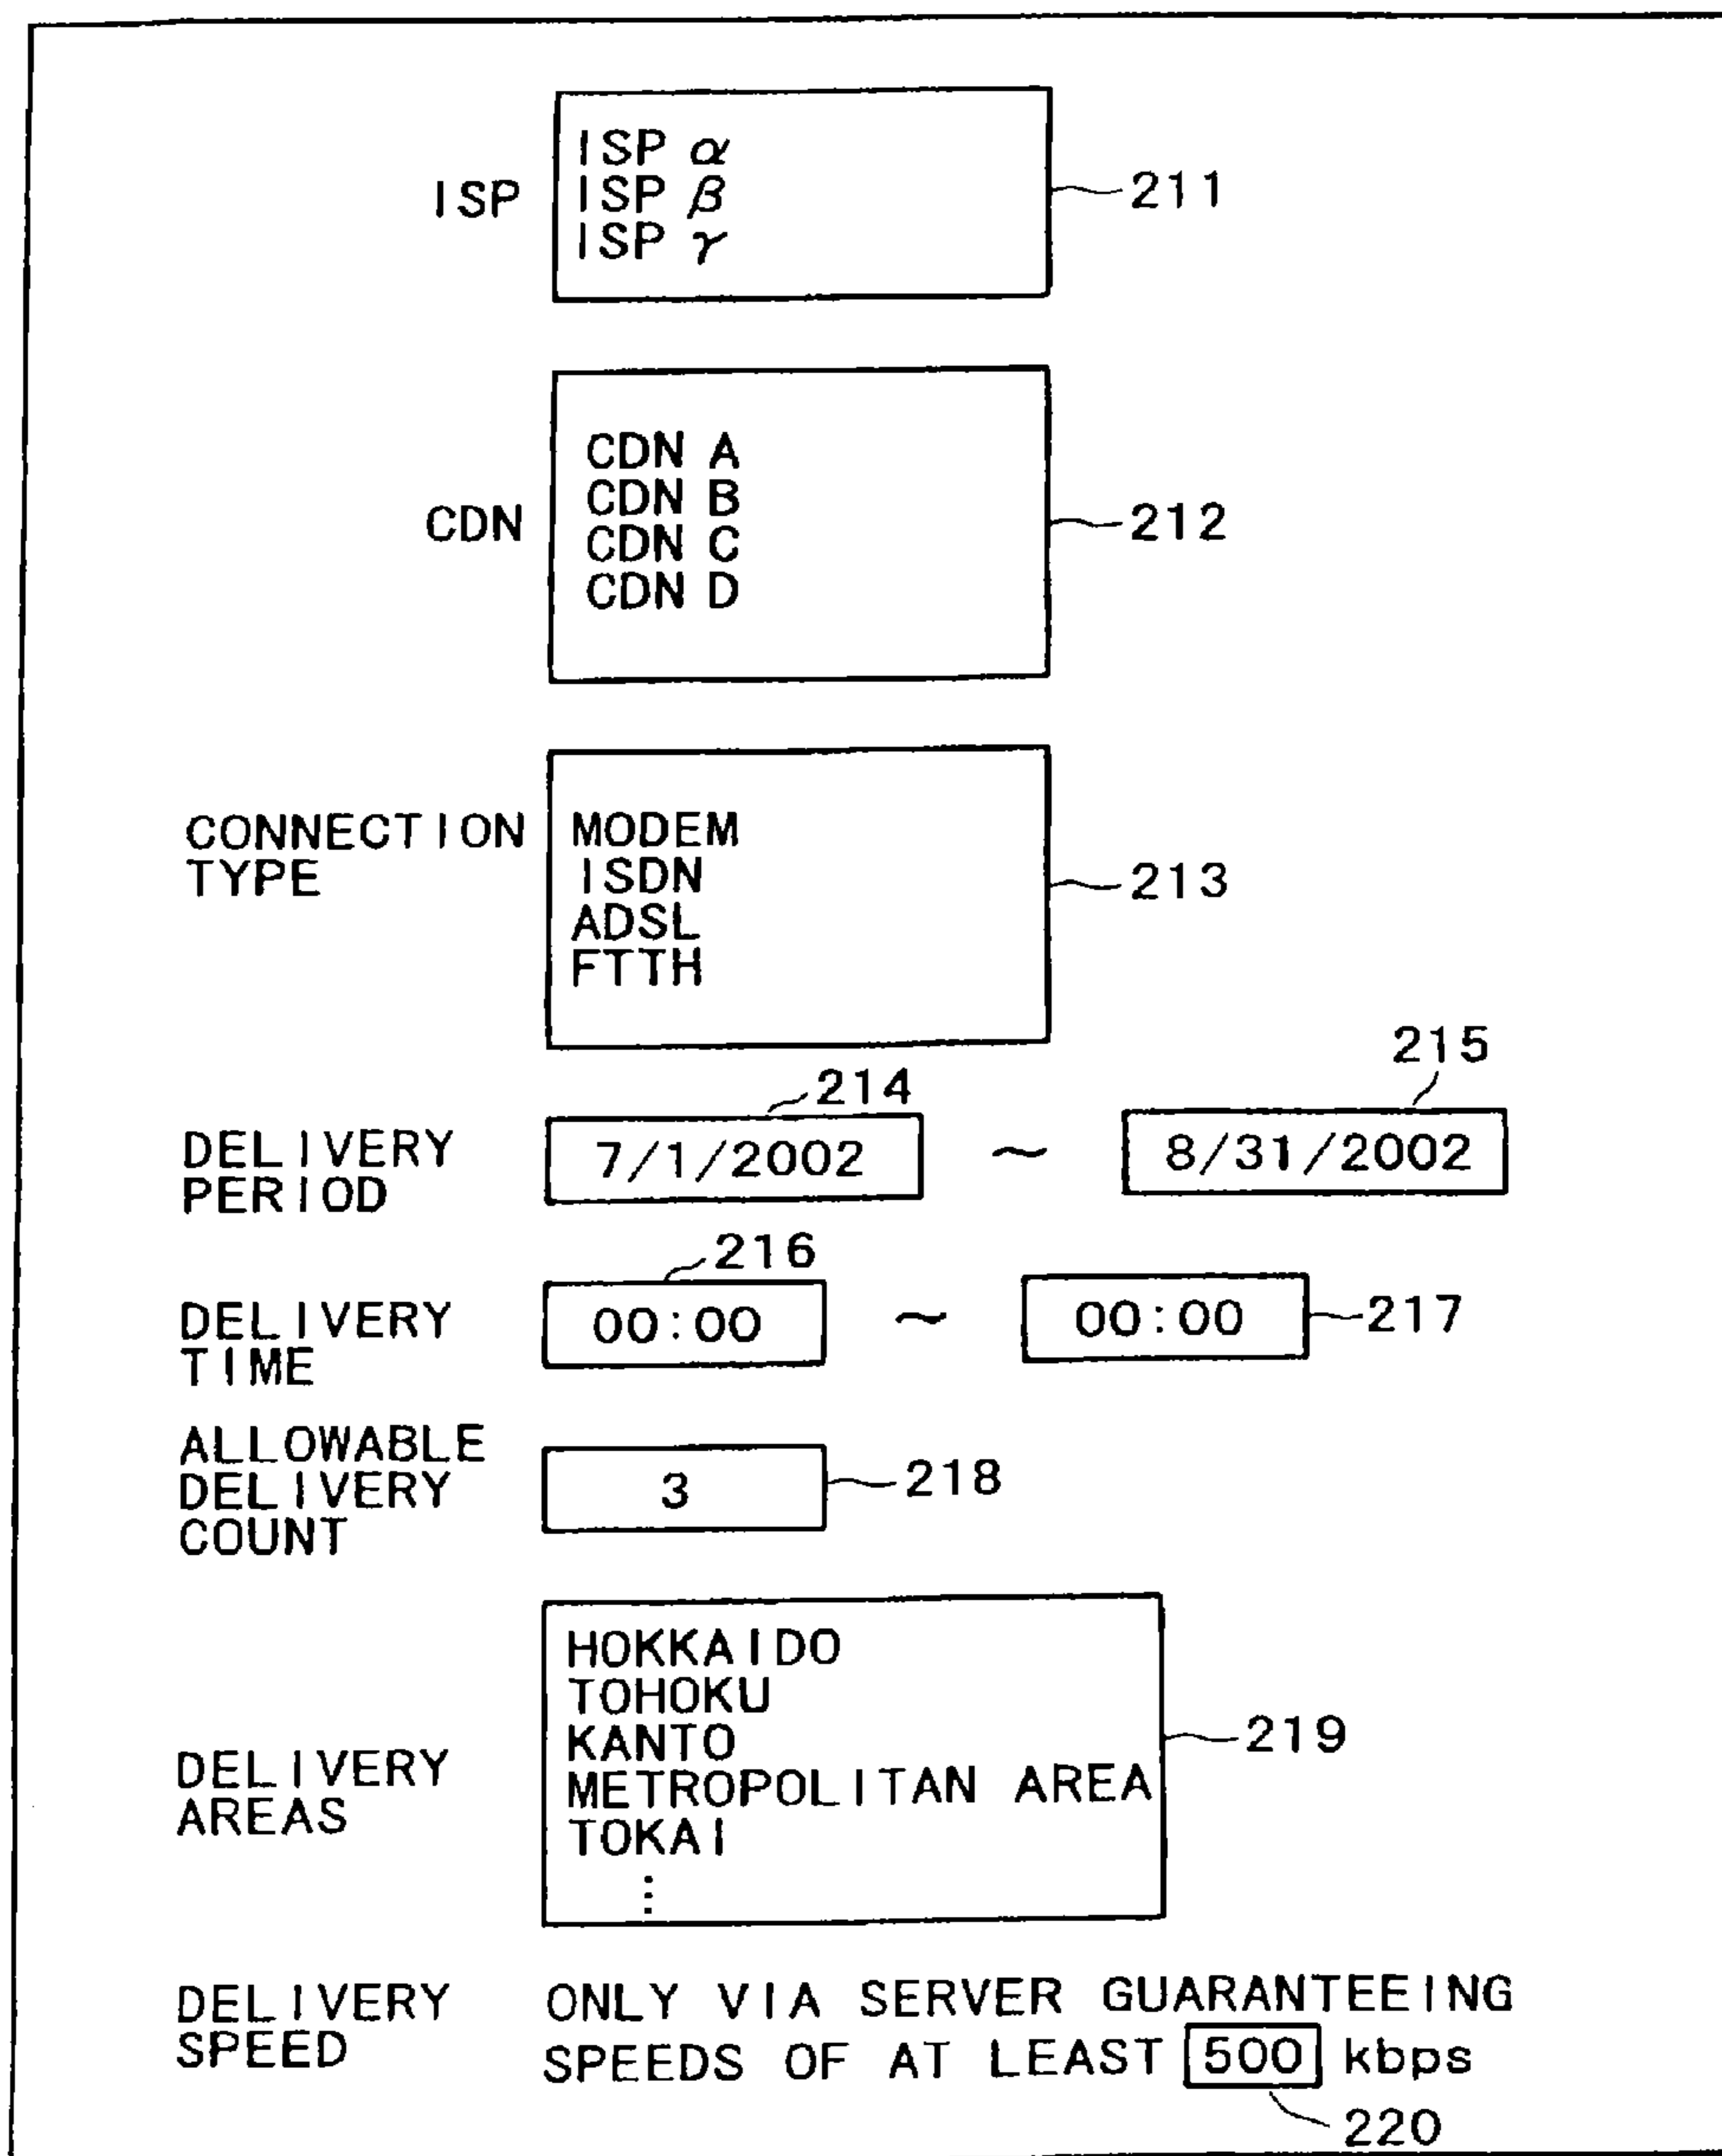 ISP α
ISP β
ISP γ
ISP
211
CDN A
CDN B
CDN C
CDN D
CDN
212
CONNECTION
TYPE
MODEM
ISDN
ADSL
FTTH
213
DELIVERY
PERIOD
214
7/1/2002 ~ 8/31/2002
215
DELIVERY
TIME
216
00:00 ~ 00:00
217
ALLOWABLE
DELIVERY
COUNT
3
218
DELIVERY
AREAS
HOKKAIDO
TOHOKU
KANTO
METROPOLITAN AREA
TOKAI
⋮
219
DELIVERY
SPEED
ONLY VIA SERVER GUARANTEEING
SPEEDS OF AT LEAST 500 kbps
220